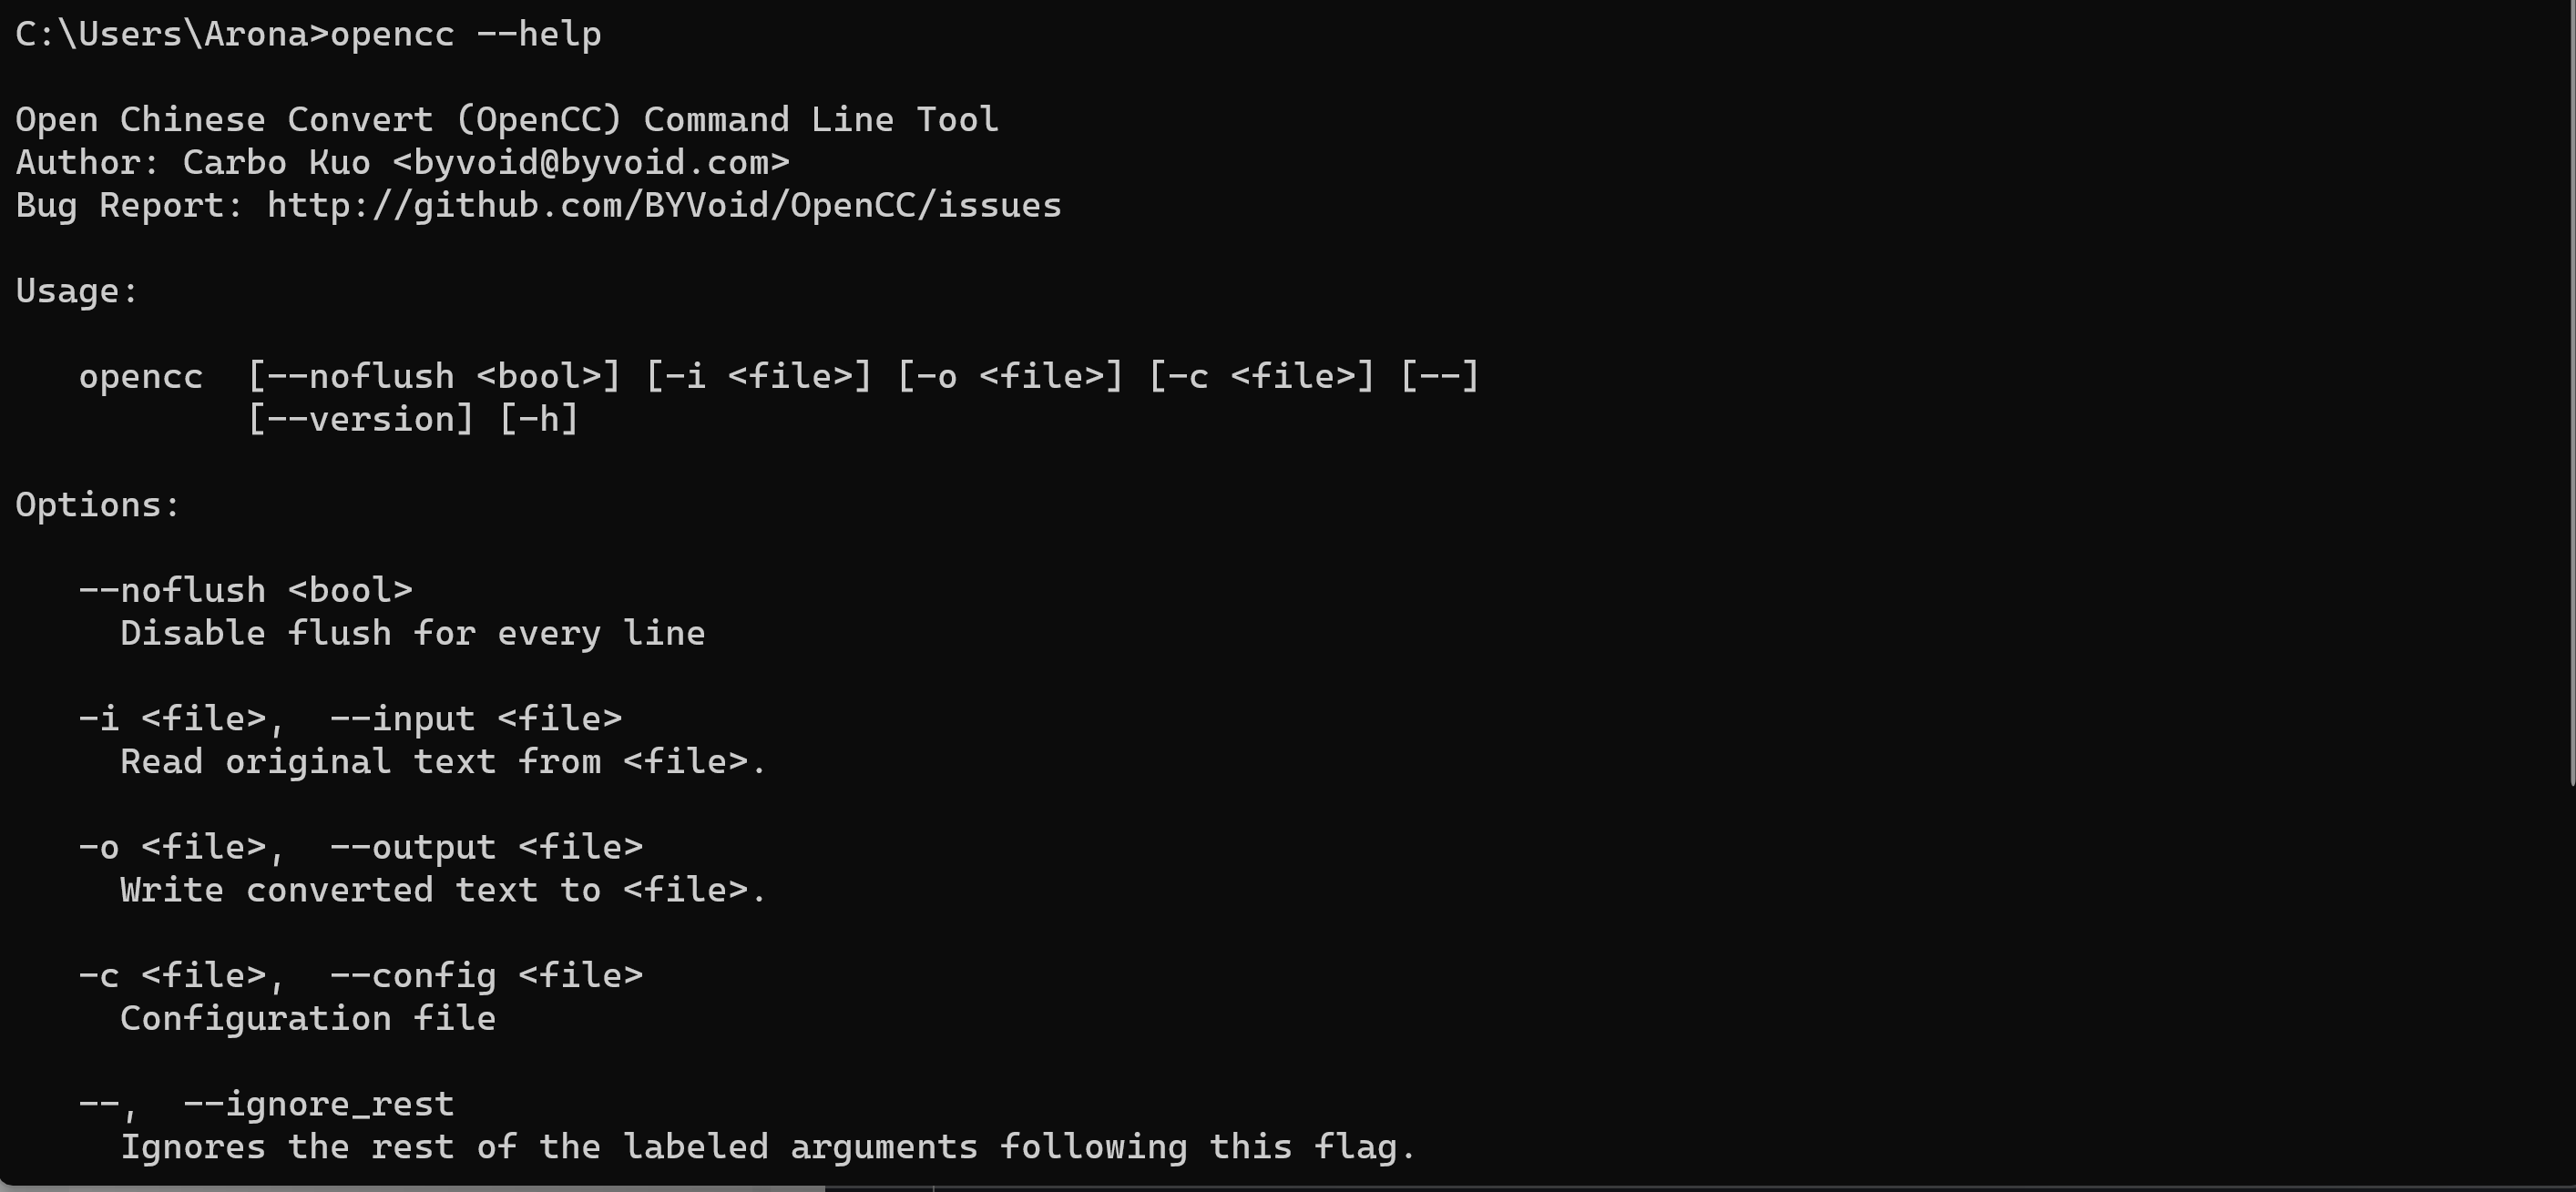 C:\Users\Arona>opencc --help
Open Chinese Convert (OpenCC) Command Line Tool
Author: Carbo Kuo <byvoid@byvoid.com>
Bug Report: http://github.com/BYVoid/OpenCC/issues
Usage:
opencc  [--noflush <bool>] [-i <file>] [-o <file>] [-c <file>] [--]
[--version] [-h]
Options:
--noflush <bool>
Disable flush for every line
-i <file>,  --input <file>
Read original text from <file>.
-o <file>,  --output <file>
Write converted text to <file>.
-c <file>,  --config <file>
Configuration file
--,  --ignore_rest
Ignores the rest of the labeled arguments following this flag.